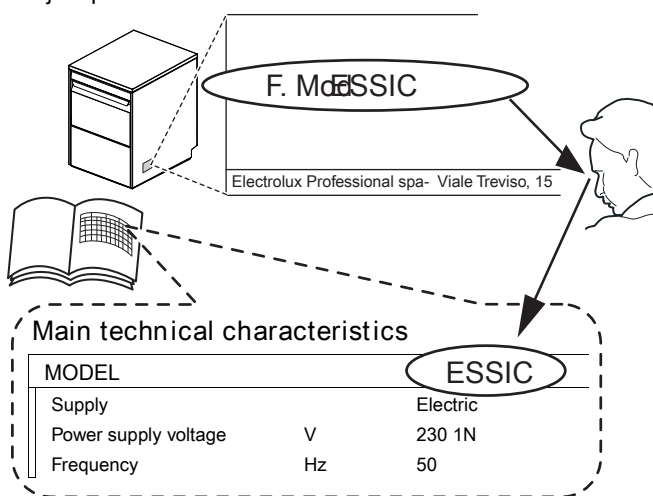 F. Mod ESSIC
Electrolux Professional spa- Viale Treviso, 15
Main technical characteristics
MODEL ESSIC
Supply Electric
Power supply voltage V 230 1N
Frequency Hz 50